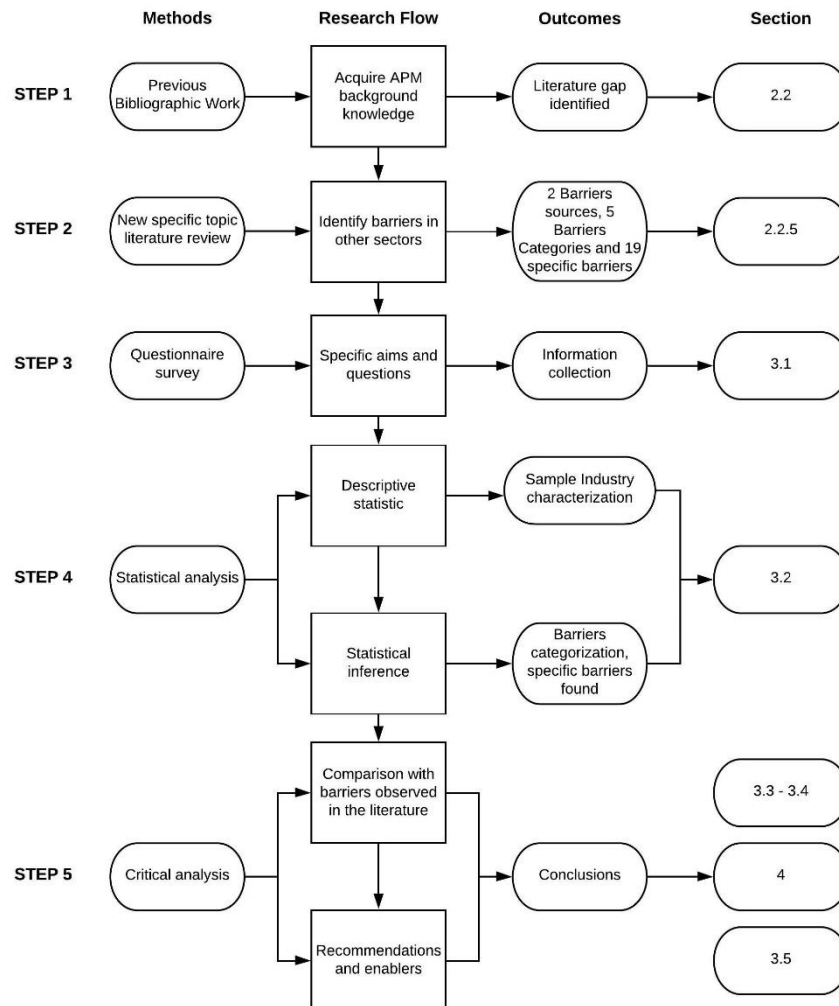 Methods
Research Flow
Outcomes
Section
STEP 1
Previous
Bibliographic Work
Acquire APM
background
knowledge
Literature gap
identified
2.2
STEP 2
New specific topic
literature review
Identify barriers in
other sectors
2 Barriers
sources, 5
Barriers
Categories and 19
specific barriers
2.2.5
STEP 3
Questionnaire
survey
Specific aims and
questions
Information
collection
3.1
Descriptive
statistic
Sample Industry
characterization
STEP 4
Statistical analysis
3.2
Statistical
inference
Barriers
categorization,
specific barriers
found
Comparison with
barriers observed
in the literature
3.3 - 3.4
STEP 5
Critical analysis
Conclusions
4
Recommendations
and enablers
3.5